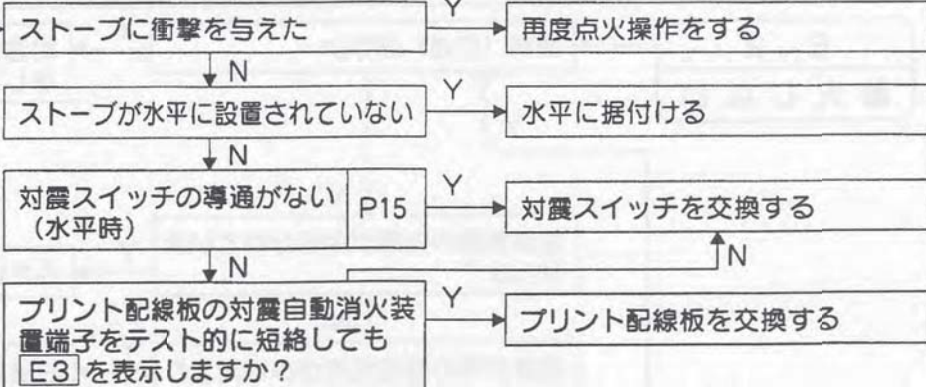 ストーブに衝撃を与えた
Y
再度点火操作をする
N
ストーブが水平に設置されていない
Y
水平に据付ける
N
対震スイッチの導通がない
（水平時）
P15
Y
対震スイッチを交換する
N
N
プリント配線板の対震自動消火装
置端子をテスト的に短絡しても
E3 を表示しますか？
Y
プリント配線板を交換する